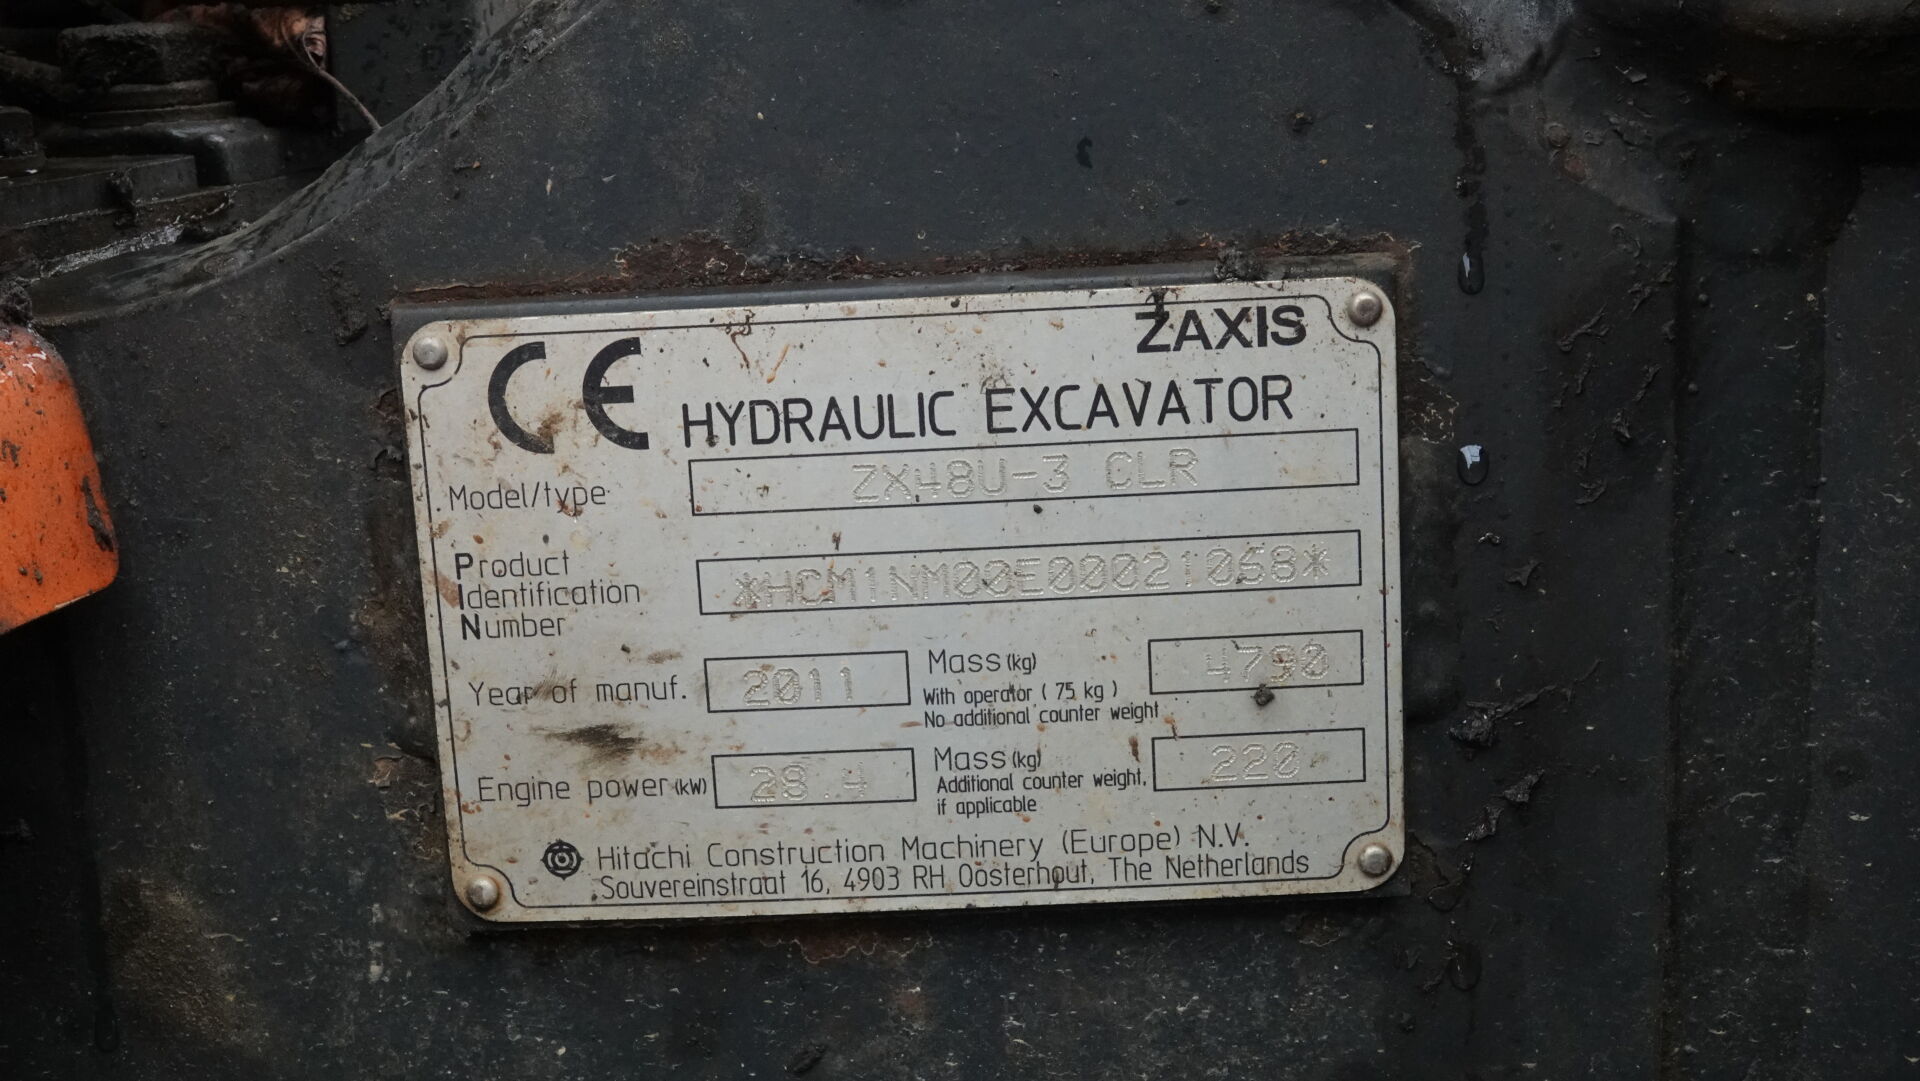 CE ZAXIS
HYDRAULIC EXCAVATOR
Model/type ZX48U-3 CLR
Product
Identification
Number *HCM1NM00E00021068*
Year of manuf. 2011 Mass (kg) 4790
With operator ( 75 kg )
No additional counter weight
Engine power (kW) 28.4 Mass (kg) 220
Additional counter weight,
if applicable
Hitachi Construction Machinery (Europe) N.V.
Souvereinstraat 16, 4903 RH Oosterhout, The Netherlands